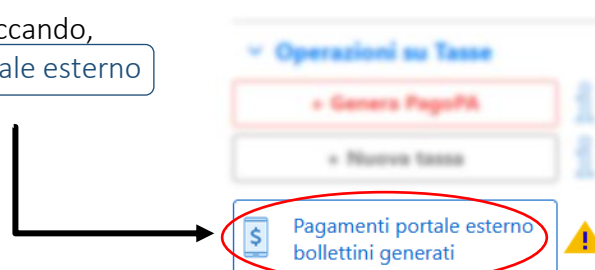 ccando,
ale esterno
Operazioni su Tasse
+ Genera PagoPA
+ Nuova tassa
Pagamenti portale esterno
bollettini generati